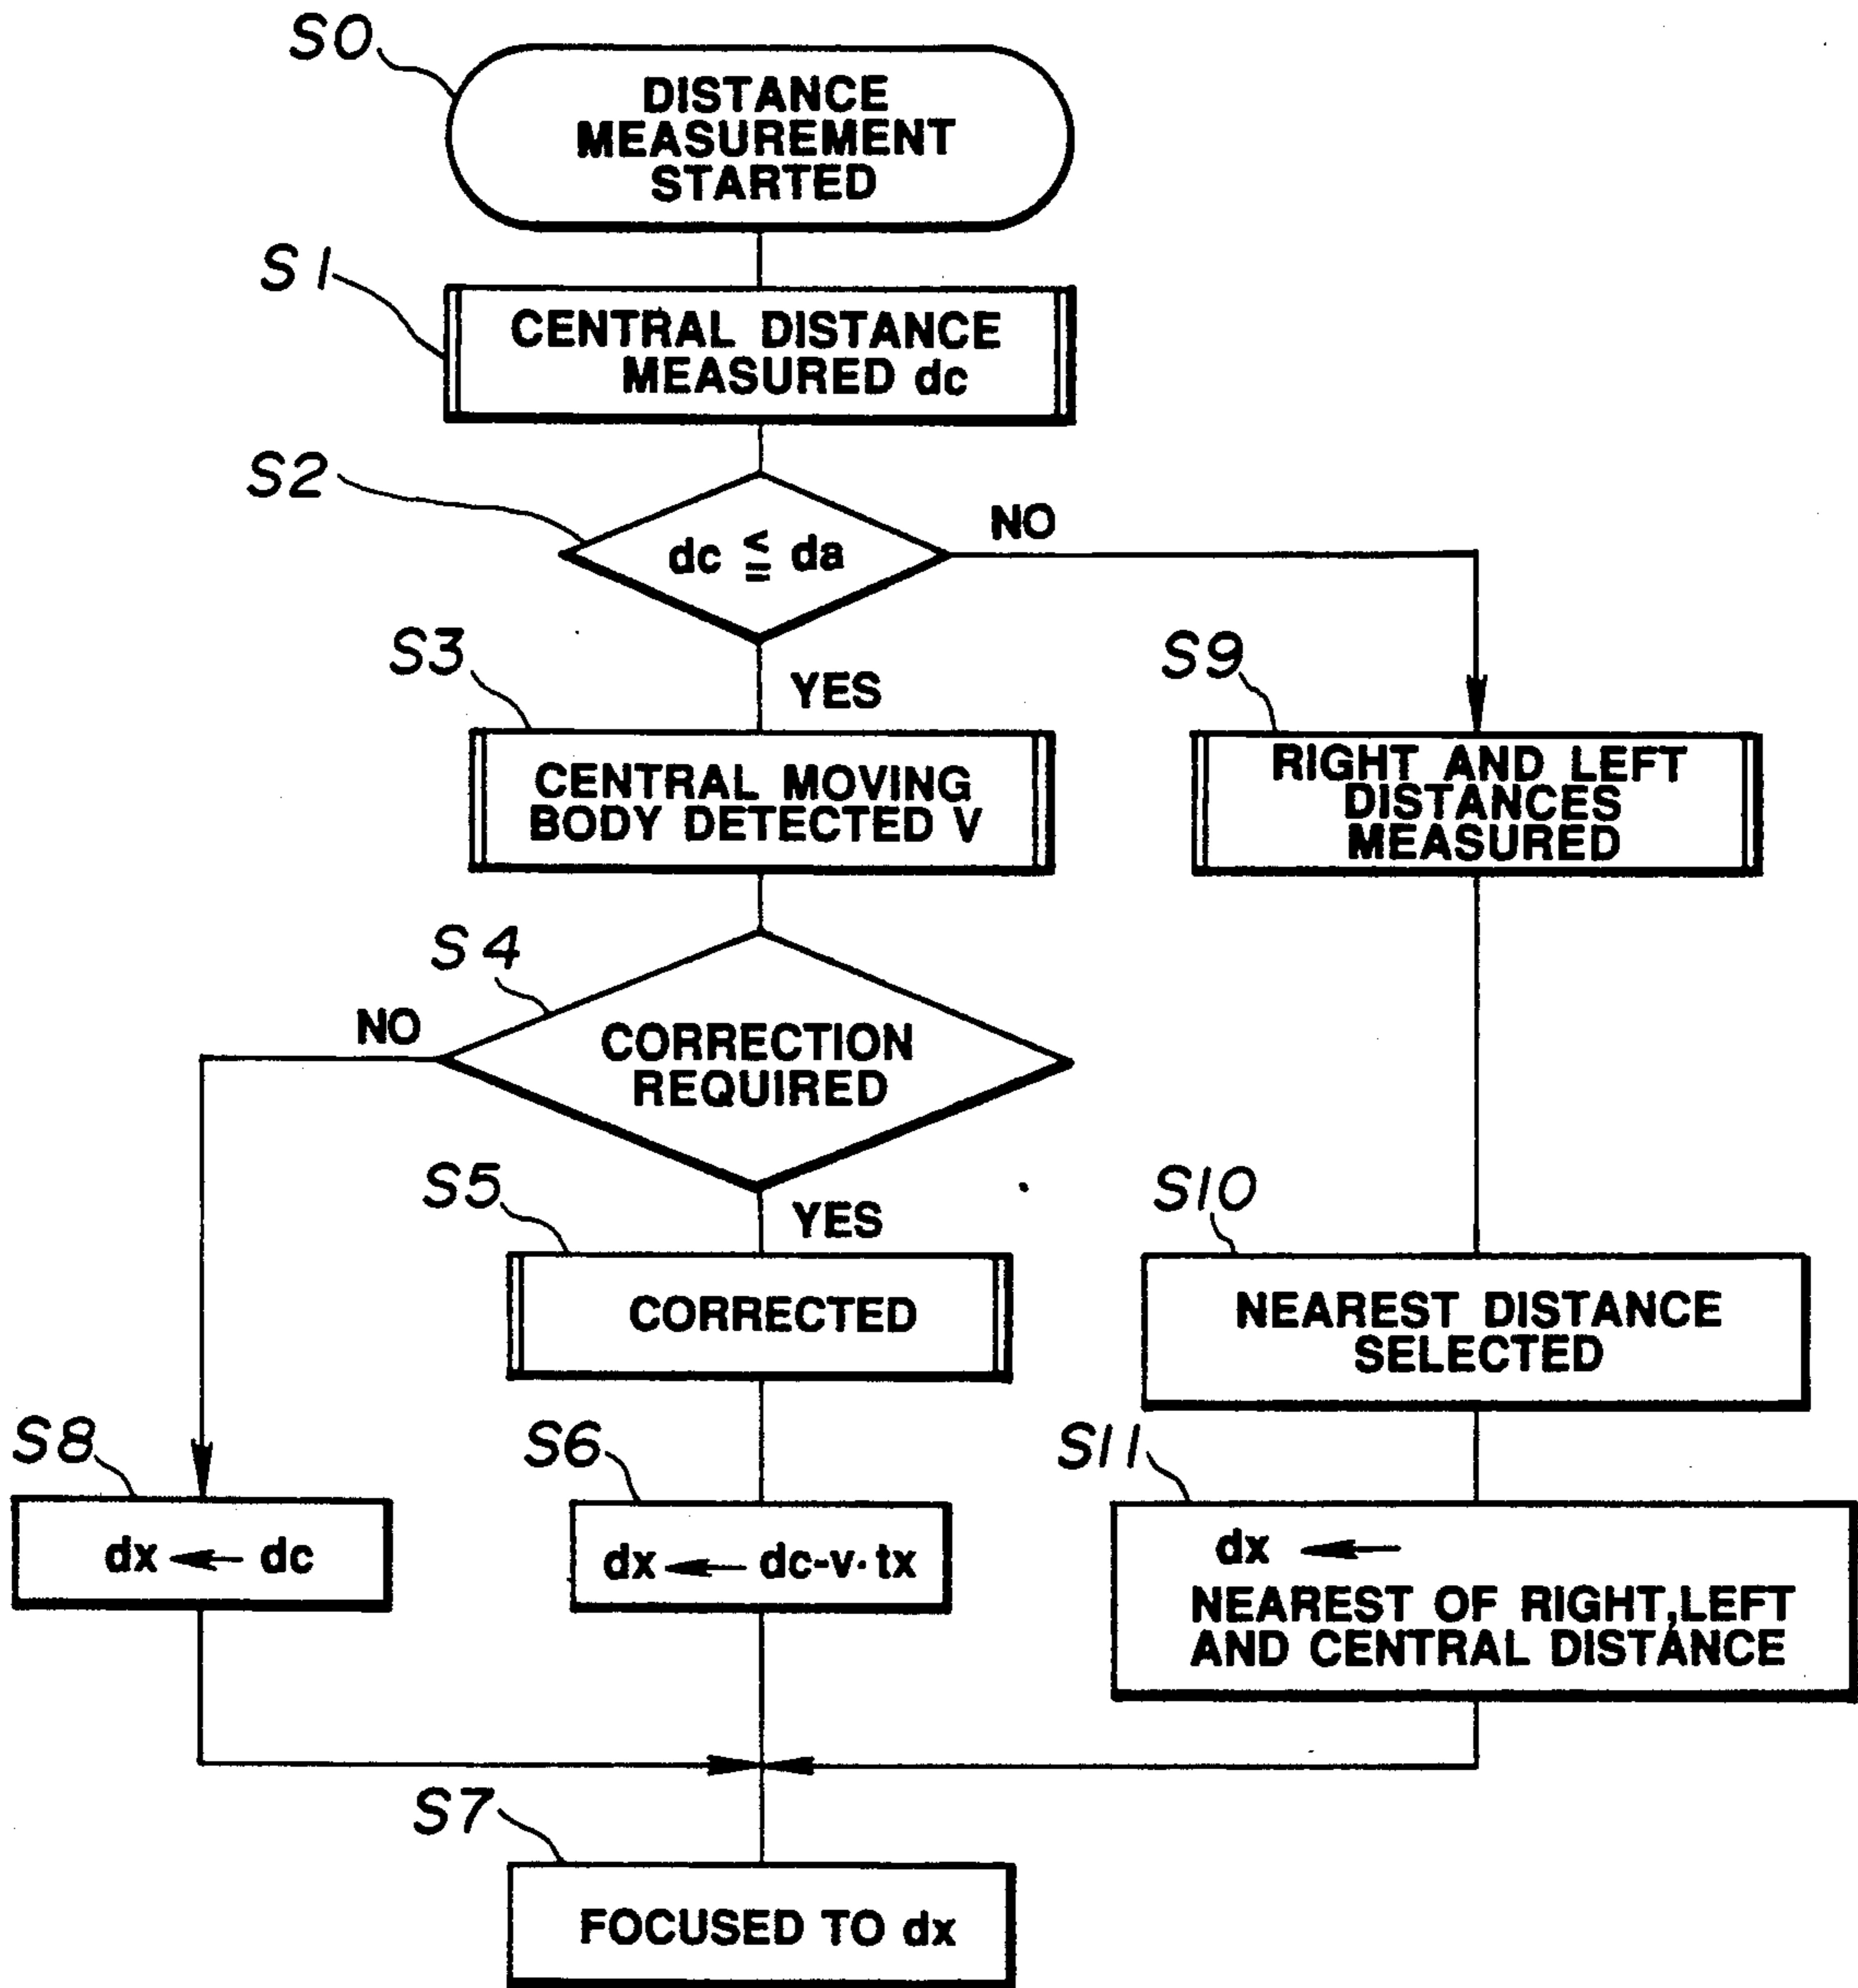 S0
DISTANCE
MEASUREMENT
STARTED
S1
CENTRAL DISTANCE
MEASURED dc
S2
dc ≦ da
NO
YES
S3
CENTRAL MOVING
BODY DETECTED V
S9
RIGHT AND LEFT
DISTANCES
MEASURED
S4
NO
CORRECTION
REQUIRED
YES
S5
CORRECTED
S10
NEAREST DISTANCE
SELECTED
S8
dx ← dc
S6
dx ← dc-v·tx
S11
dx ←
NEAREST OF RIGHT, LEFT
AND CENTRAL DISTANCE
S7
FOCUSED TO dx